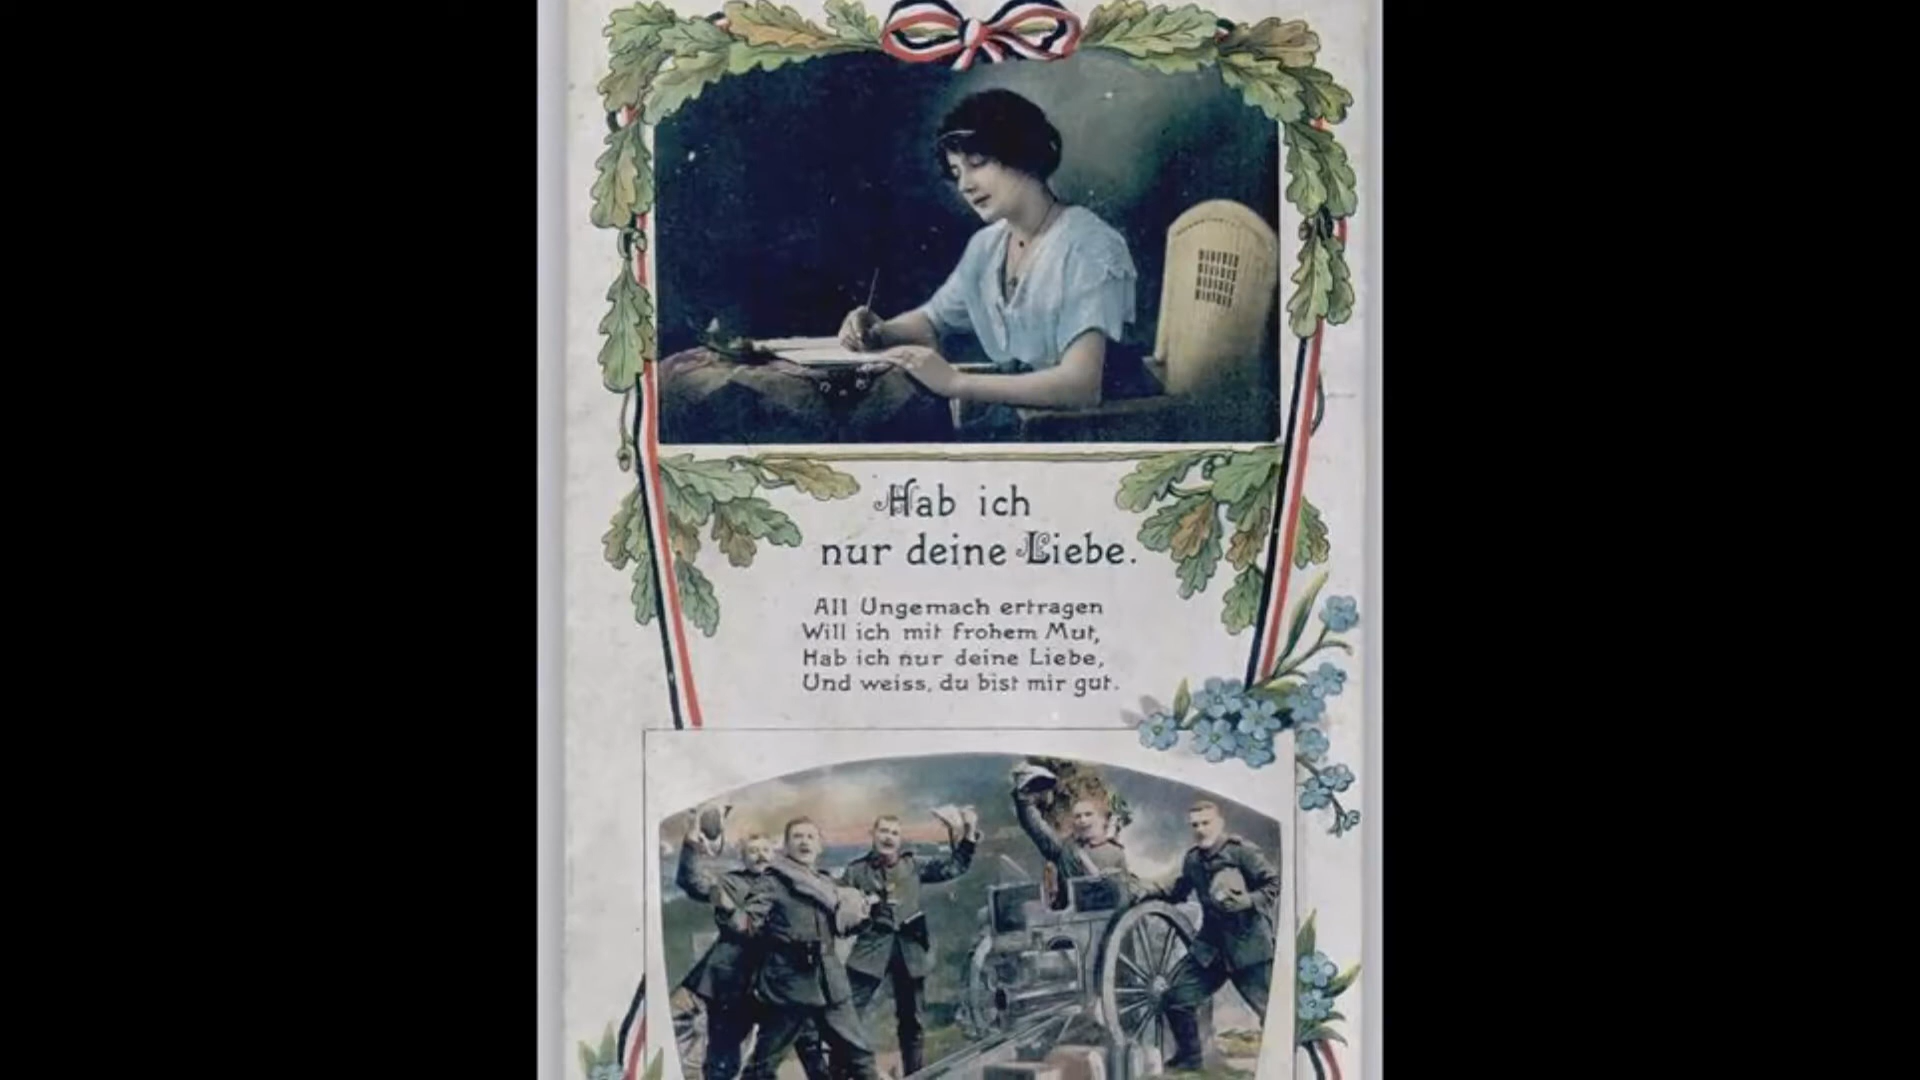 Hab ich
nur deine Liebe.
All Ungemach ertragen
Will ich mit frohem Mut,
Hab ich nur deine Liebe,
Und weiss, du bist mir gut.